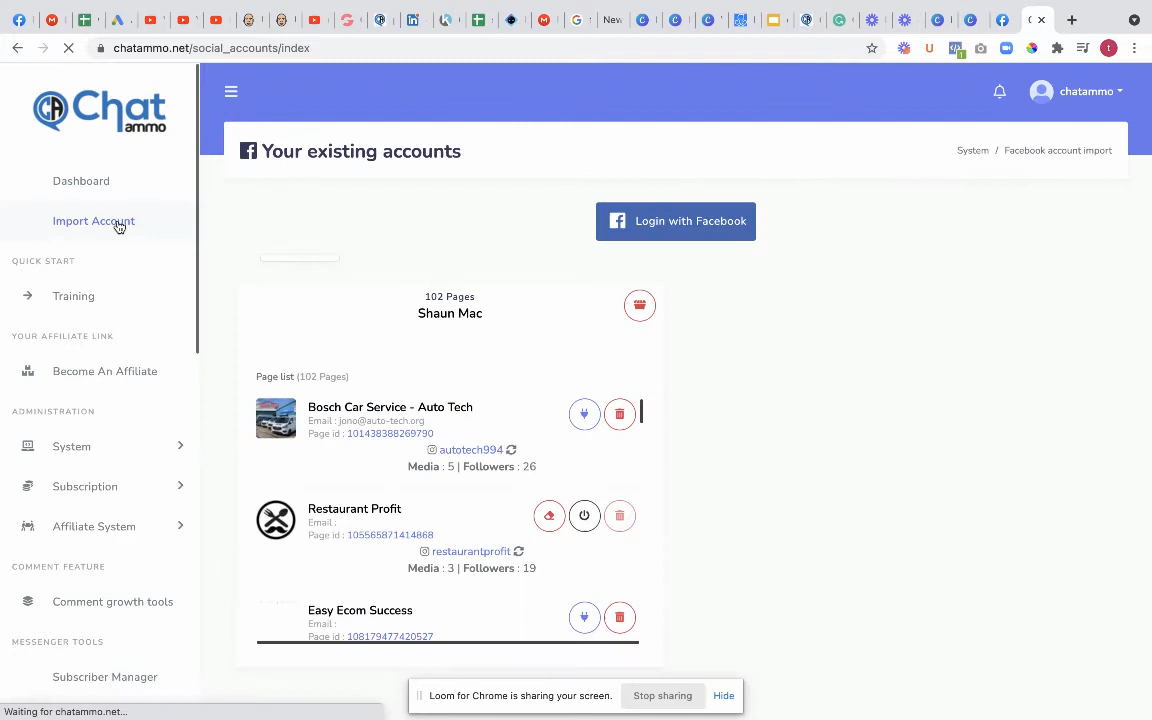 New
chatammo.net/social_accounts/index
U
1
t
CA Chat
ammo
chatammo
Your existing accounts
System / Facebook account import
Dashboard
Import Account
Login with Facebook
QUICK START
Training
102 Pages
Shaun Mac
YOUR AFFILIATE LINK
Become An Affiliate
Page list (102 Pages)
Bosch Car Service - Auto Tech
Email : jono@auto-tech.org
Page id : 101438388269790
autotech994
Media : 5 | Followers : 26
ADMINISTRATION
System
Subscription
Affiliate System
Restaurant Profit
Email :
Page id : 105565871414868
restaurantprofit
Media : 3 | Followers : 19
COMMENT FEATURE
Comment growth tools
Easy Ecom Success
Email :
Page id : 108179477420527
MESSENGER TOOLS
Subscriber Manager
Loom for Chrome is sharing your screen.
Stop sharing
Hide
Waiting for chatammo.net...